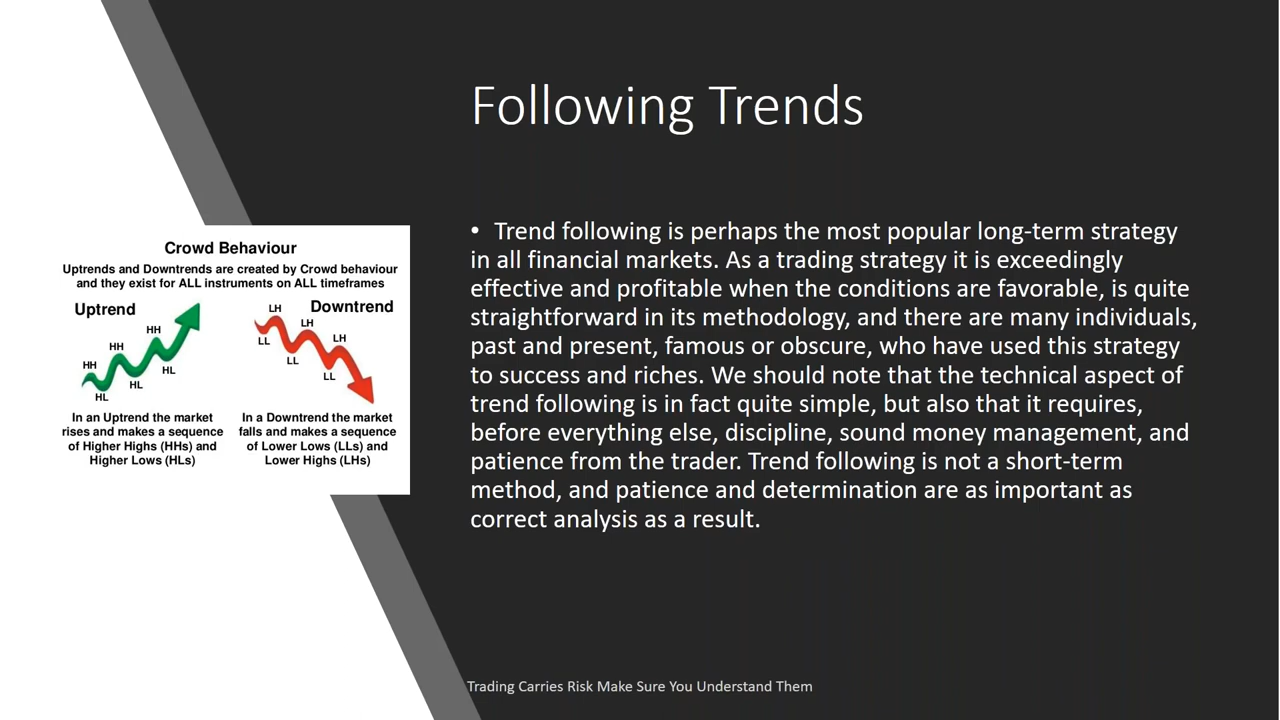 Following Trends
Crowd Behaviour
Uptrends and Downtrends are created by Crowd behaviour
and they exist for ALL instruments on ALL timeframes
Uptrend
HH
HH
HH
HL
HL
HL
In an Uptrend the market
rises and makes a sequence
of Higher Highs (HHs) and
Higher Lows (HLs)
Downtrend
LH
LH
LH
LL
LL
LL
In a Downtrend the market
falls and makes a sequence
of Lower Lows (LLs) and
Lower Highs (LHs)
• Trend following is perhaps the most popular long-term strategy
in all financial markets. As a trading strategy it is exceedingly
effective and profitable when the conditions are favorable, is quite
straightforward in its methodology, and there are many individuals,
past and present, famous or obscure, who have used this strategy
to success and riches. We should note that the technical aspect of
trend following is in fact quite simple, but also that it requires,
before everything else, discipline, sound money management, and
patience from the trader. Trend following is not a short-term
method, and patience and determination are as important as
correct analysis as a result.
Trading Carries Risk Make Sure You Understand Them